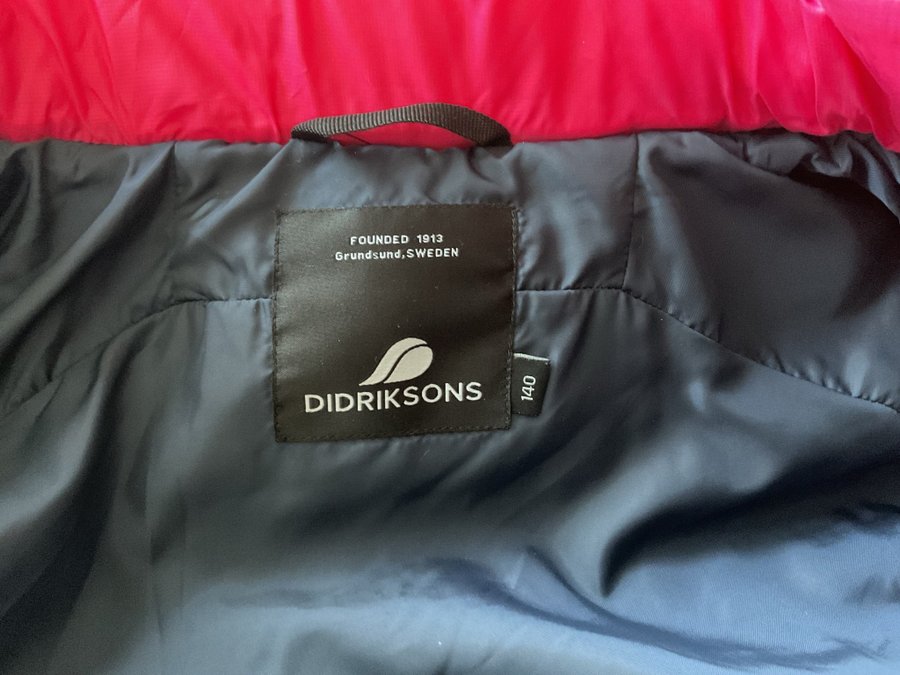 FOUNDED 1913
Grundsund,SWEDEN
DIDRIKSONS
140